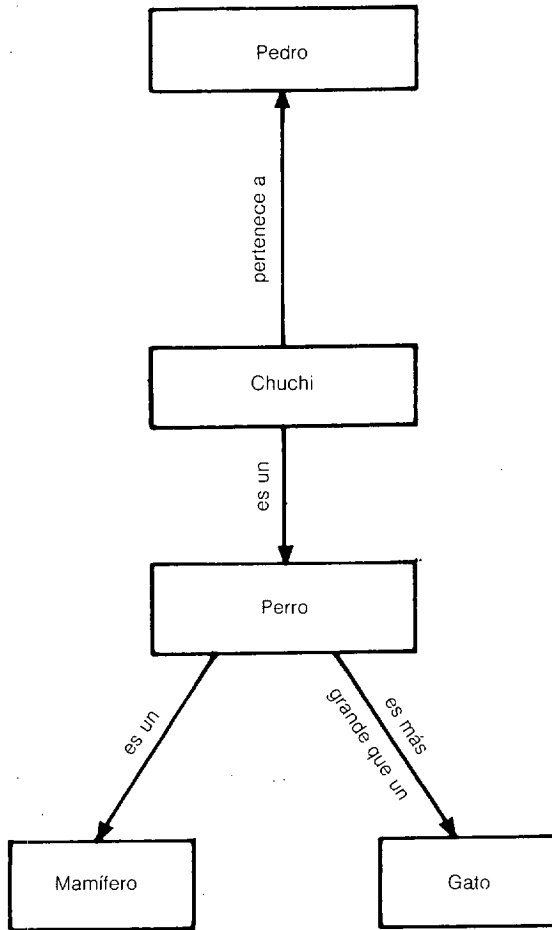 Pedro
pertenece a
Chuchi
es un
Perro
es un
es más
grande que un
Mamífero
Gato